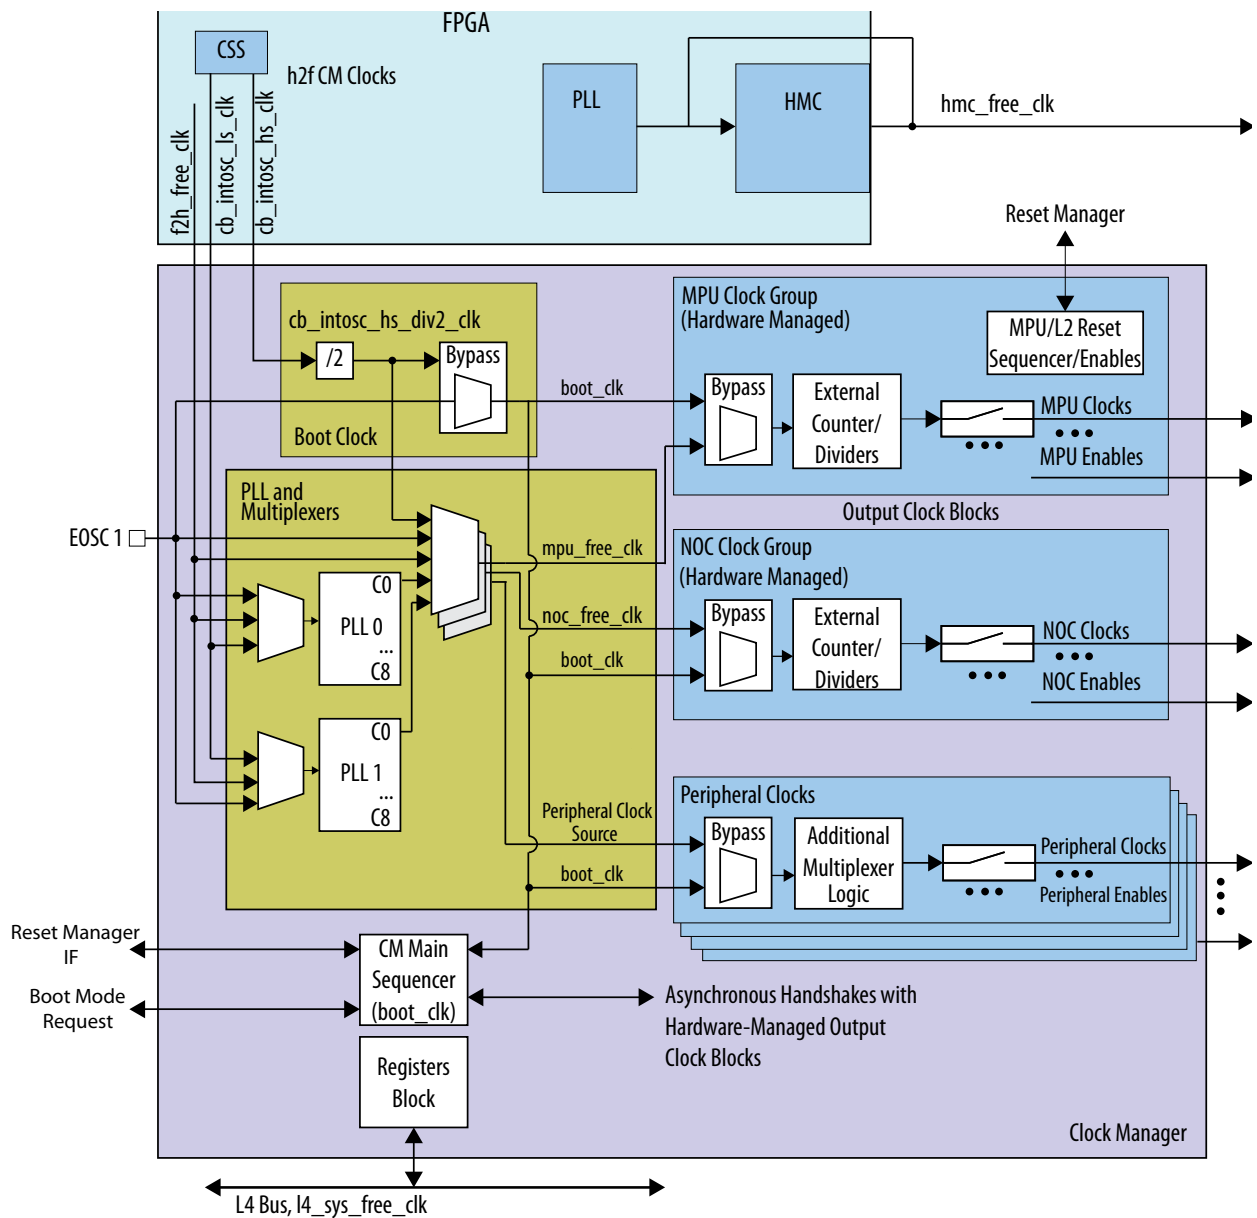 FPGA
CSS
h2f CM Clocks
f2h_free_clk
cb_intosc_ls_clk
cb_intosc_hs_clk
PLL
HMC
hmc_free_clk
Reset Manager
cb_intosc_hs_div2_clk
/2
Bypass
Boot Clock
boot_clk
MPU Clock Group
(Hardware Managed)
MPU/L2 Reset
Sequencer/Enables
Bypass
External
Counter/
Dividers
MPU Clocks
MPU Enables
Output Clock Blocks
PLL and
Multiplexers
EOSC 1
mpu_free_clk
C0
PLL 0
...
C8
C0
PLL 1
...
C8
NOC Clock Group
(Hardware Managed)
noc_free_clk
boot_clk
Bypass
External
Counter/
Dividers
NOC Clocks
NOC Enables
Peripheral Clock
Source
boot_clk
Peripheral Clocks
Bypass
Additional
Multiplexer
Logic
Peripheral Clocks
Peripheral Enables
Reset Manager
IF
Boot Mode
Request
CM Main
Sequencer
(boot_clk)
Asynchronous Handshakes with
Hardware-Managed Output
Clock Blocks
Registers
Block
Clock Manager
L4 Bus, l4_sys_free_clk